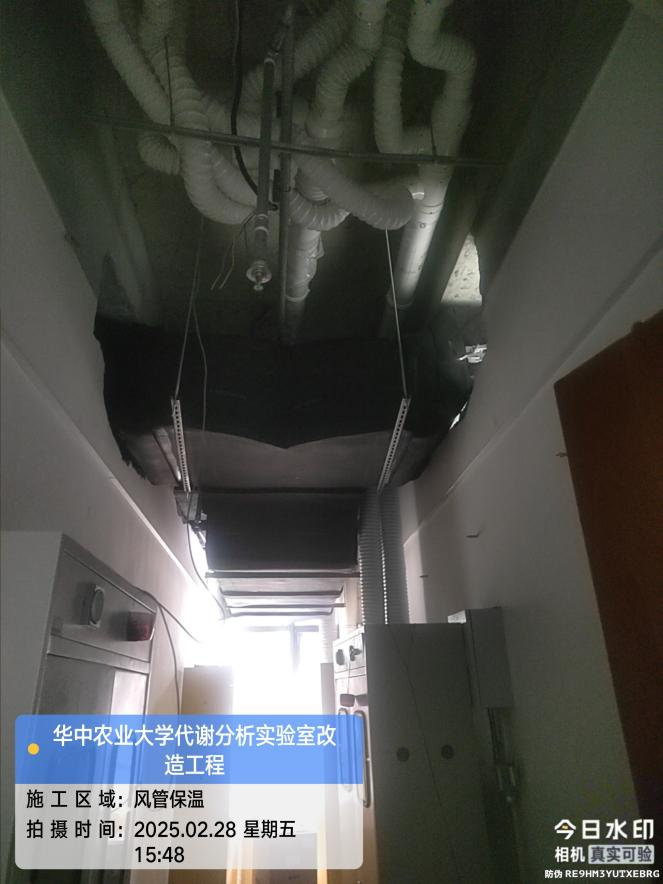 华中农业大学代谢分析实验室改
造工程
施工区域：风管保温
拍摄时间：2025.02.28 星期五
15:48
今日水印
相机 真实可验
防伪 RE9HM3YUTXEBRG